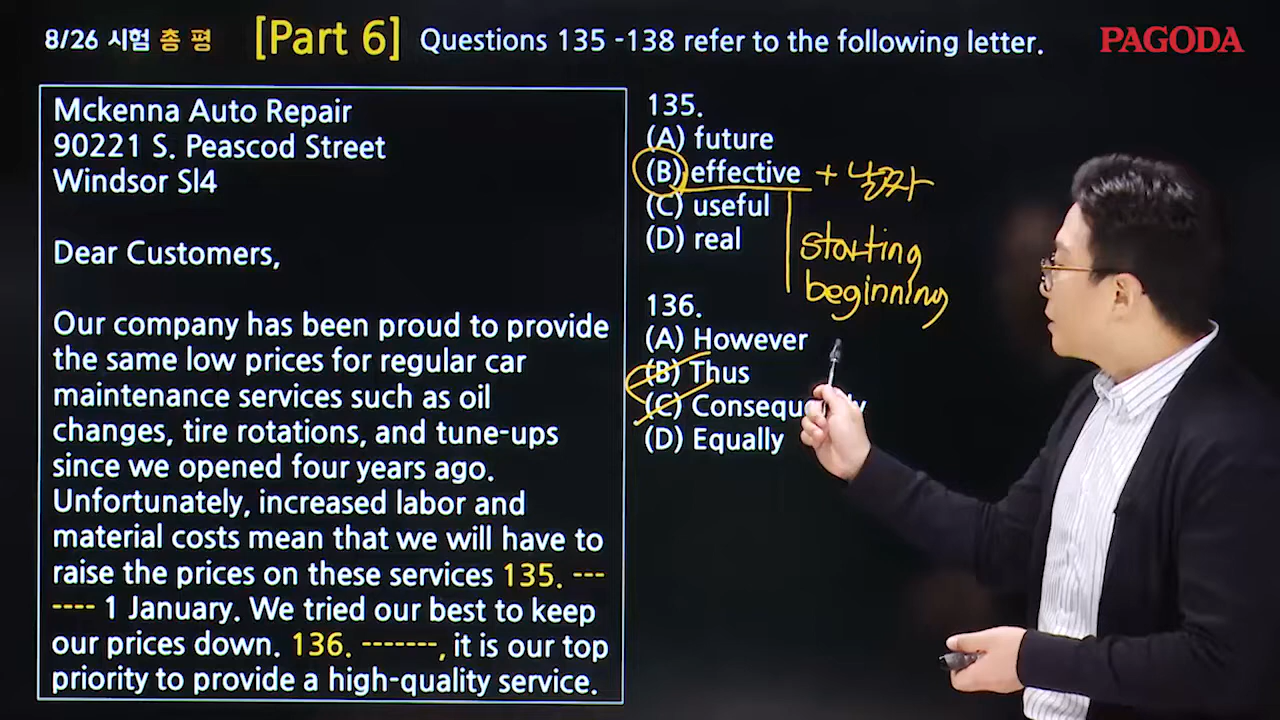 8/26 시험 총 평 [Part 6] Questions 135 -138 refer to the following letter.
PAGODA
Mckenna Auto Repair
90221 S. Peascod Street
Windsor Sl4
Dear Customers,
Our company has been proud to provide
the same low prices for regular car
maintenance services such as oil
changes, tire rotations, and tune-ups
since we opened four years ago.
Unfortunately, increased labor and
material costs mean that we will have to
raise the prices on these services 135. ---
---- 1 January. We tried our best to keep
our prices down. 136. -------, it is our top
priority to provide a high-quality service.
135.
(A) future
(B) effective + 날짜
(C) useful
(D) real
starting
beginning
136.
(A) However
(B) Thus
(C)
(D) Equally